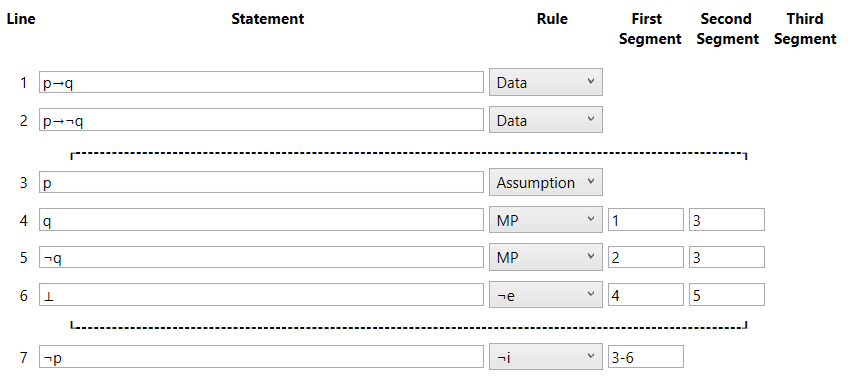 Line Statement Rule First Segment Second Segment Third Segment
1 p→q Data
2 p→¬q Data
3 p Assumption
4 q MP 1 3
5 ¬q MP 2 3
6 ⊥ ¬e 4 5
7 ¬p ¬i 3-6